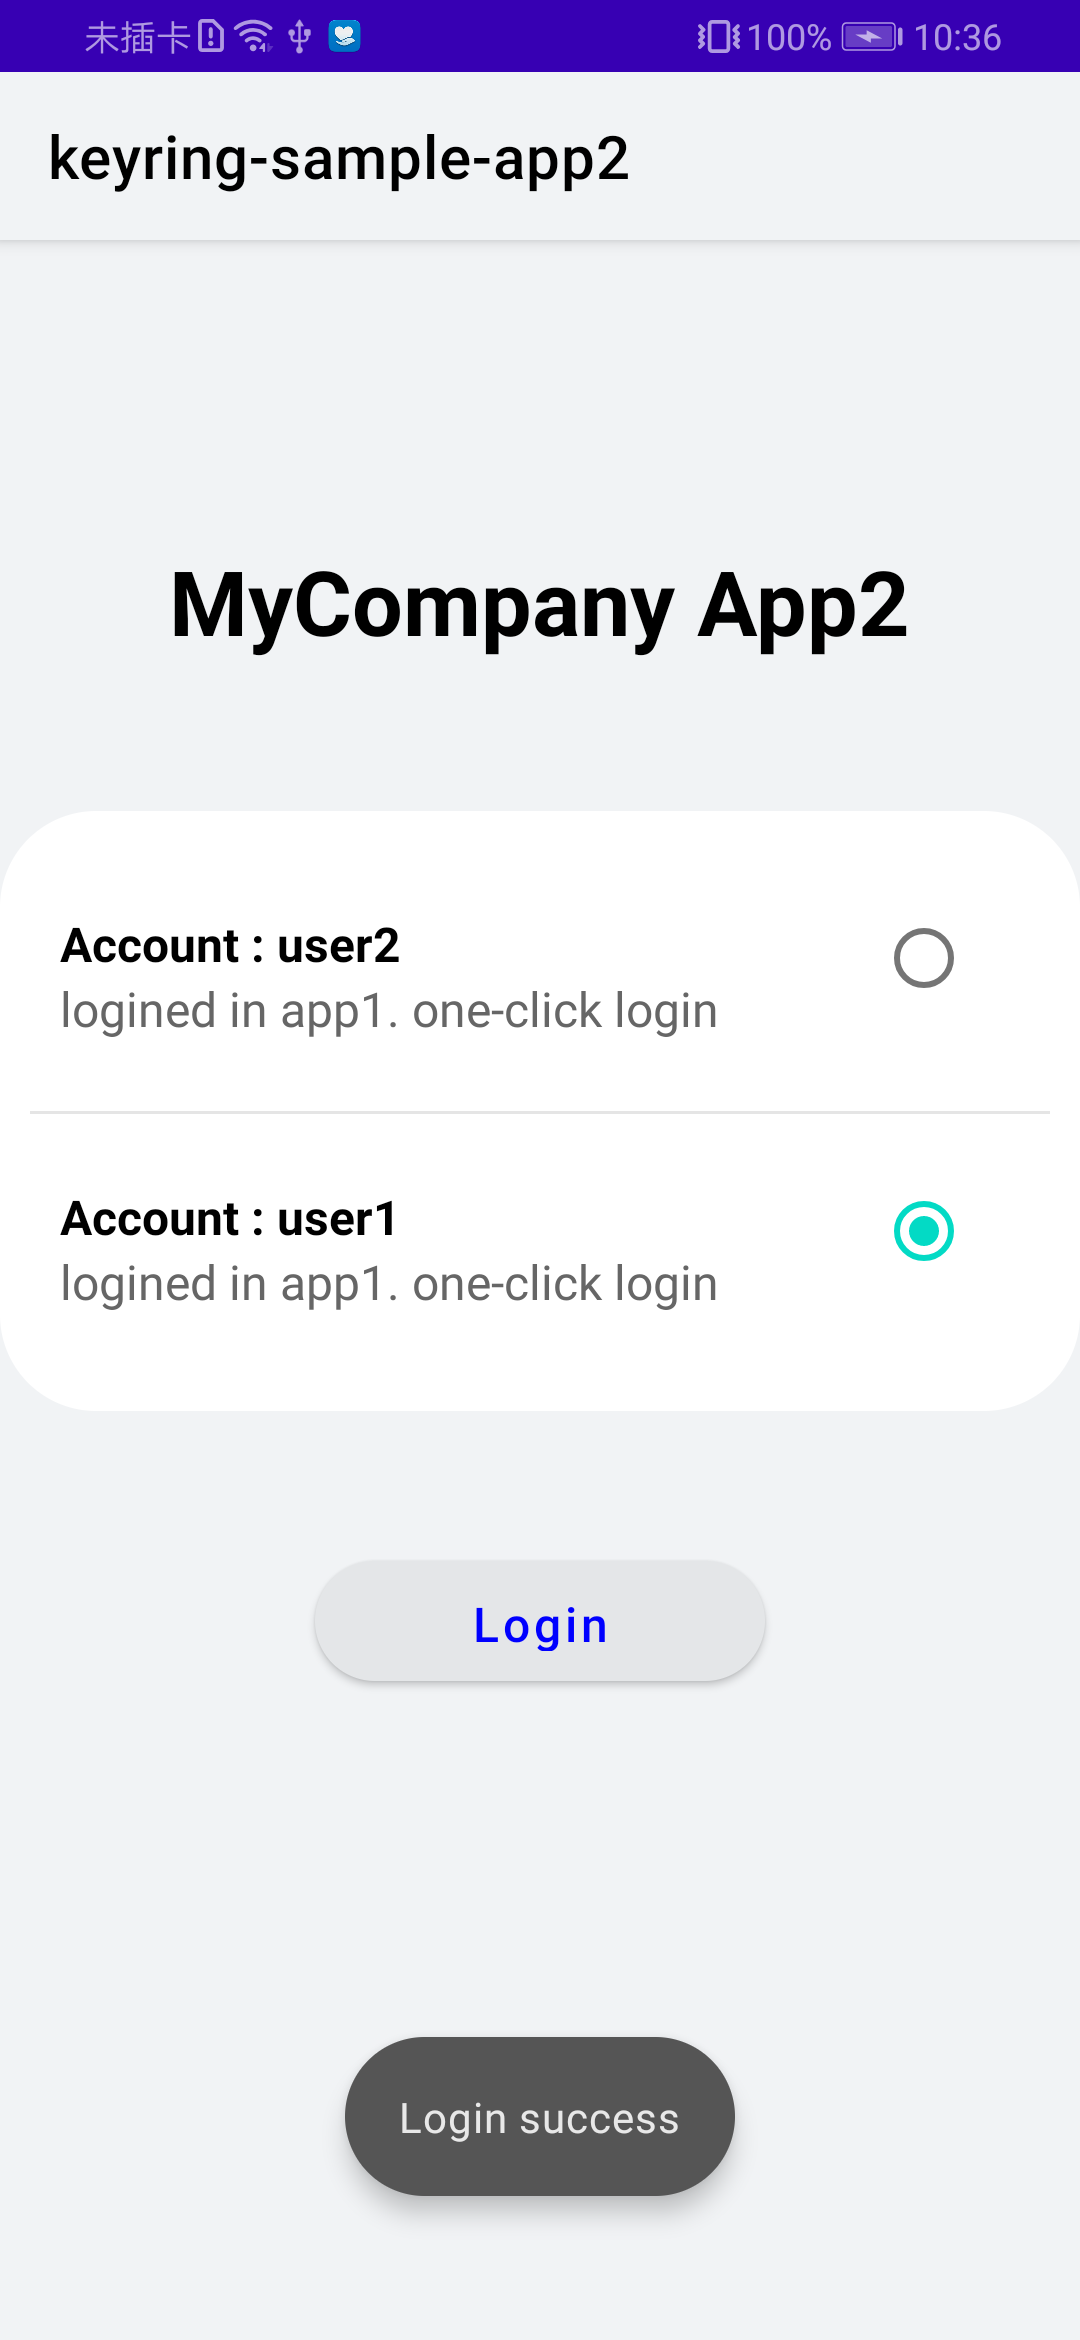 未插卡 100% 10:36
keyring-sample-app2
MyCompany App2
Account : user2
logined in app1. one-click login
Account : user1
logined in app1. one-click login
Login
Login success